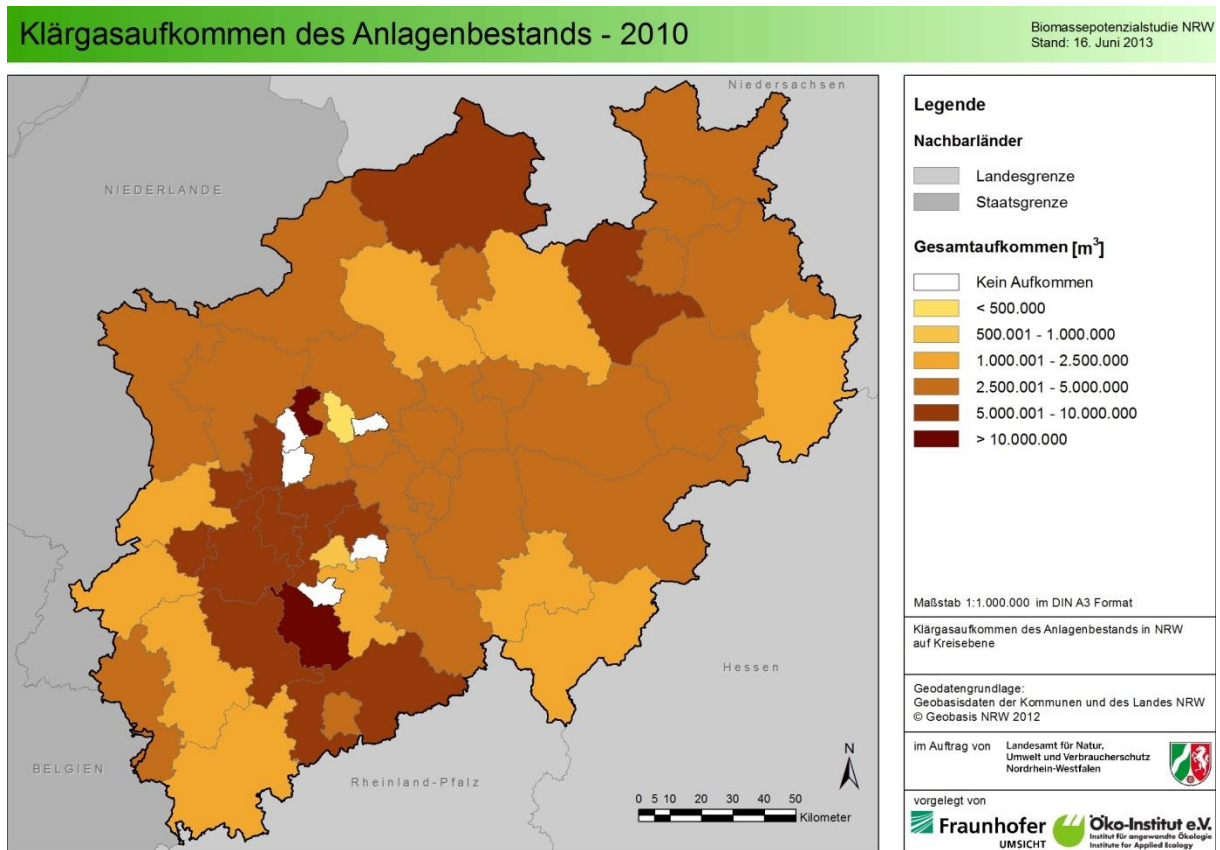 Klärgasaufkommen des Anlagenbestands - 2010
Biomassepotenzialstudie NRW
Stand: 16. Juni 2013
Niedersachsen
NIEDERLANDE
Hessen
BELGIEN
Rheinland-Pfalz
N
0 5 10 20 30 40 50
Kilometer
Legende
Nachbarländer
Landesgrenze
Staatsgrenze
Gesamtaufkommen [m³]
Kein Aufkommen
< 500.000
500.001 - 1.000.000
1.000.001 - 2.500.000
2.500.001 - 5.000.000
5.000.001 - 10.000.000
> 10.000.000
Maßstab 1:1.000.000 im DIN A3 Format
Klärgasaufkommen des Anlagenbestands in NRW
auf Kreisebene
Geodatengrundlage:
Geobasisdaten der Kommunen und des Landes NRW
© Geobasis NRW 2012
im Auftrag von
Landesamt für Natur,
Umwelt und Verbraucherschutz
Nordrhein-Westfalen
vorgelegt von
Fraunhofer
UMSICHT
Öko-Institut e.V.
Institut für angewandte Ökologie
Institute for Applied Ecology